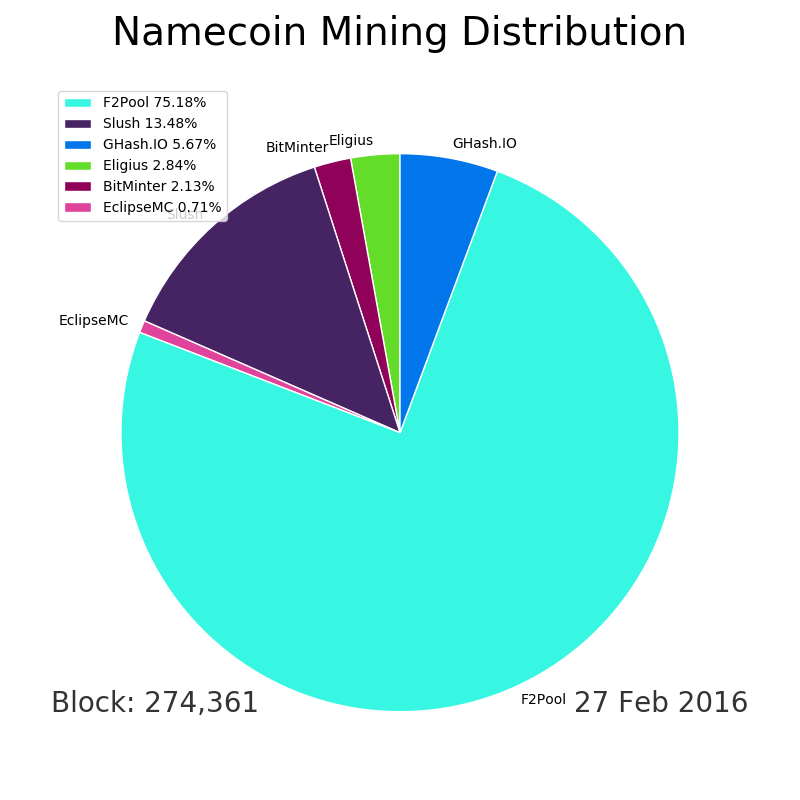 Namecoin Mining Distribution
F2Pool 75.18%
Slush 13.48%
GHash.IO 5.67%
Eligius 2.84%
BitMinter 2.13%
EclipseMC 0.71%
Slush
BitMinter
Eligius
GHash.IO
EclipseMC
F2Pool
Block: 274,361
27 Feb 2016